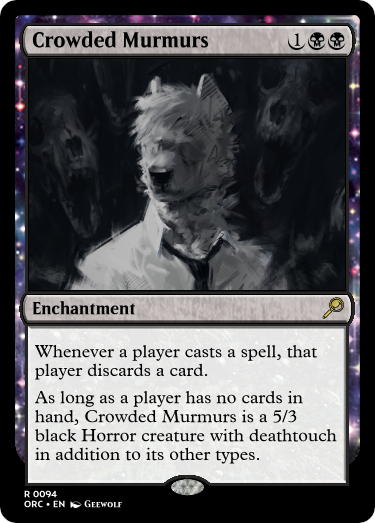 Crowded Murmurs 1
Enchantment
Whenever a player casts a spell, that
player discards a card.
As long as a player has no cards in
hand, Crowded Murmurs is a 5/3
black Horror creature with deathtouch
in addition to its other types.
R 0094
ORC • EN GEEWOLF